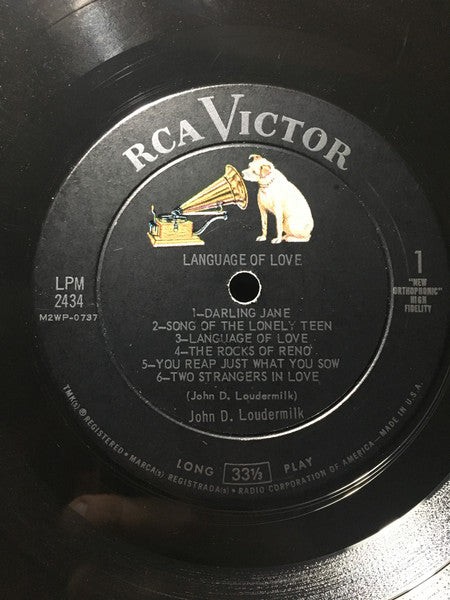 RCA VICTOR
LANGUAGE OF LOVE
LPM
2434
M2WP-0737
1
"NEW
ORTHOPHONIC"
HIGH
FIDELITY
1—DARLING JANE
2—SONG OF THE LONELY TEEN
3—LANGUAGE OF LOVE
4—THE ROCKS OF RENO
5—YOU REAP JUST WHAT YOU SOW
6—TWO STRANGERS IN LOVE
(John D. Loudermilk)
John D. Loudermilk
LONG 33⅓ PLAY
TMK(s) ® REGISTERED • MARCA(s) REGISTRADA(s) • RADIO CORPORATION OF AMERICA — MADE IN U.S.A.